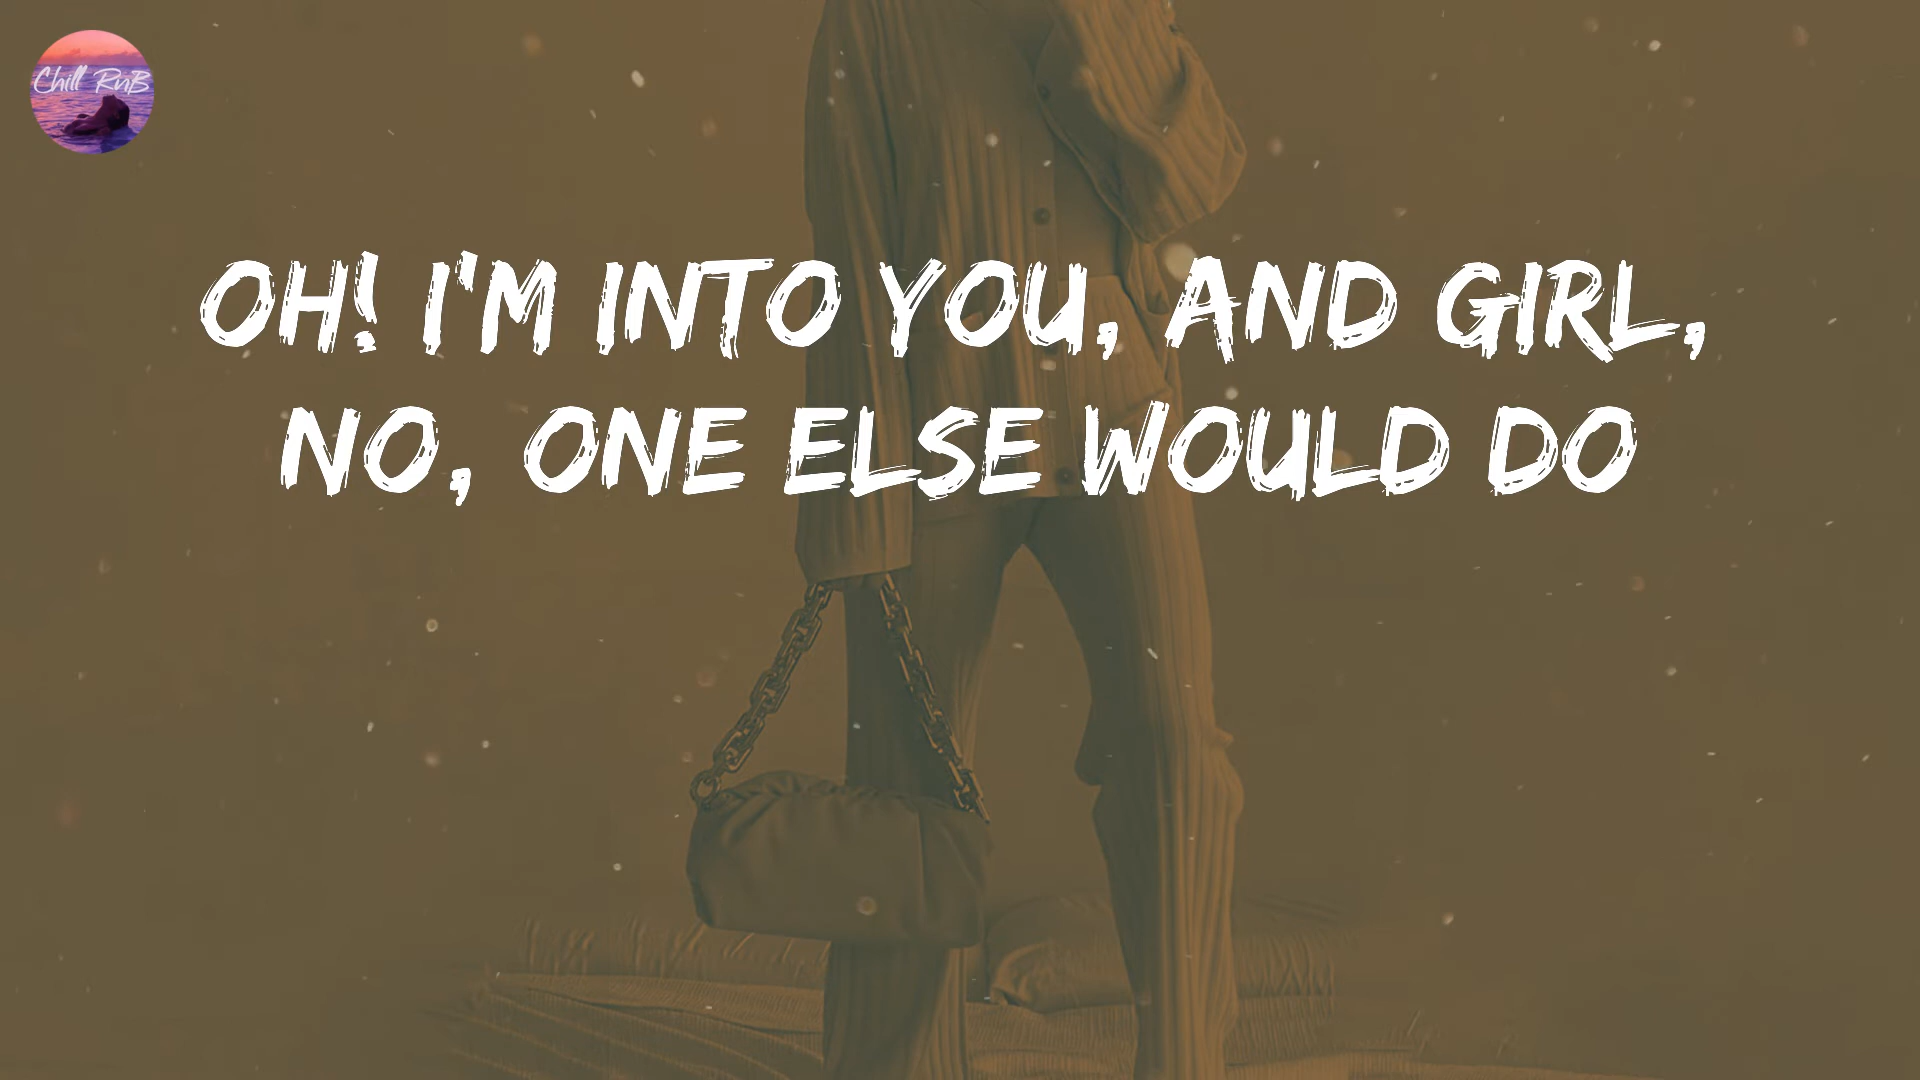 Chill RnB
OH! I'M INTO YOU, AND GIRL,
NO, ONE ELSE WOULD DO